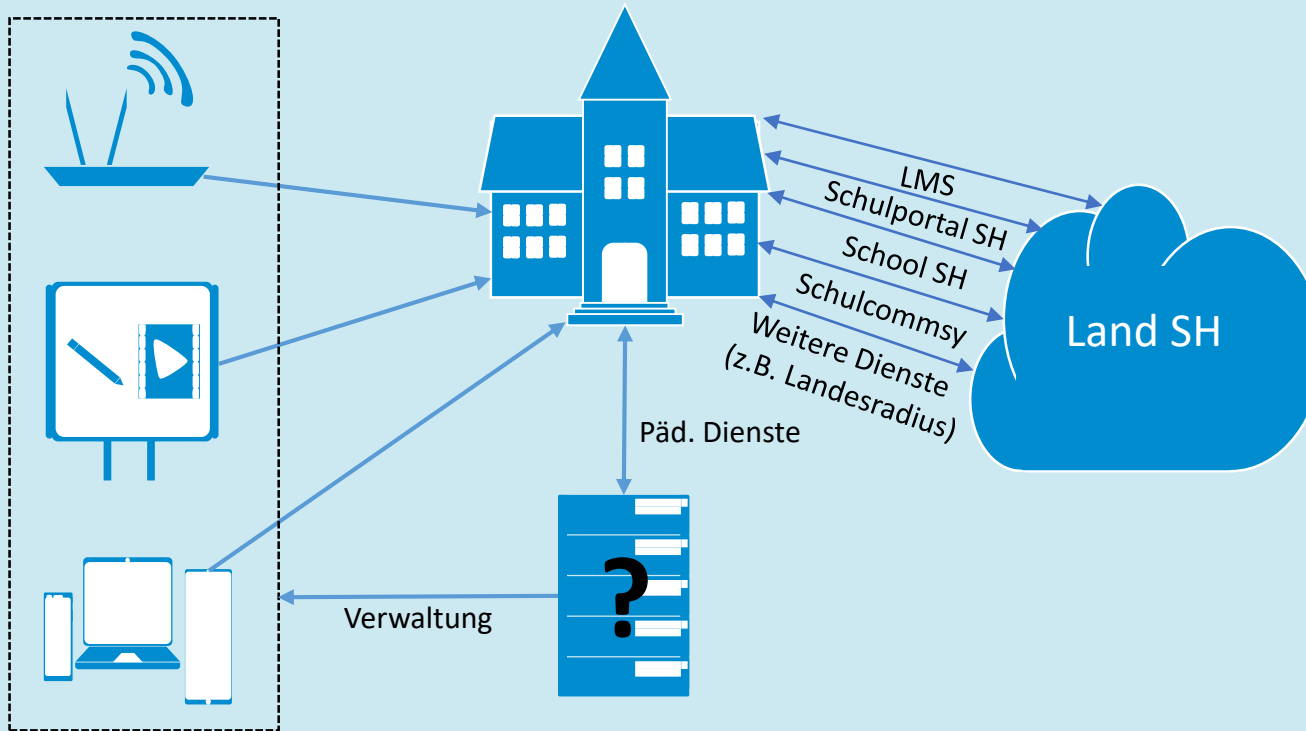 LMS
Schulportal SH
School SH
Schulcommsy
Weitere Dienste
(z.B. Landesradius)
Land SH
Päd. Dienste
?
Verwaltung